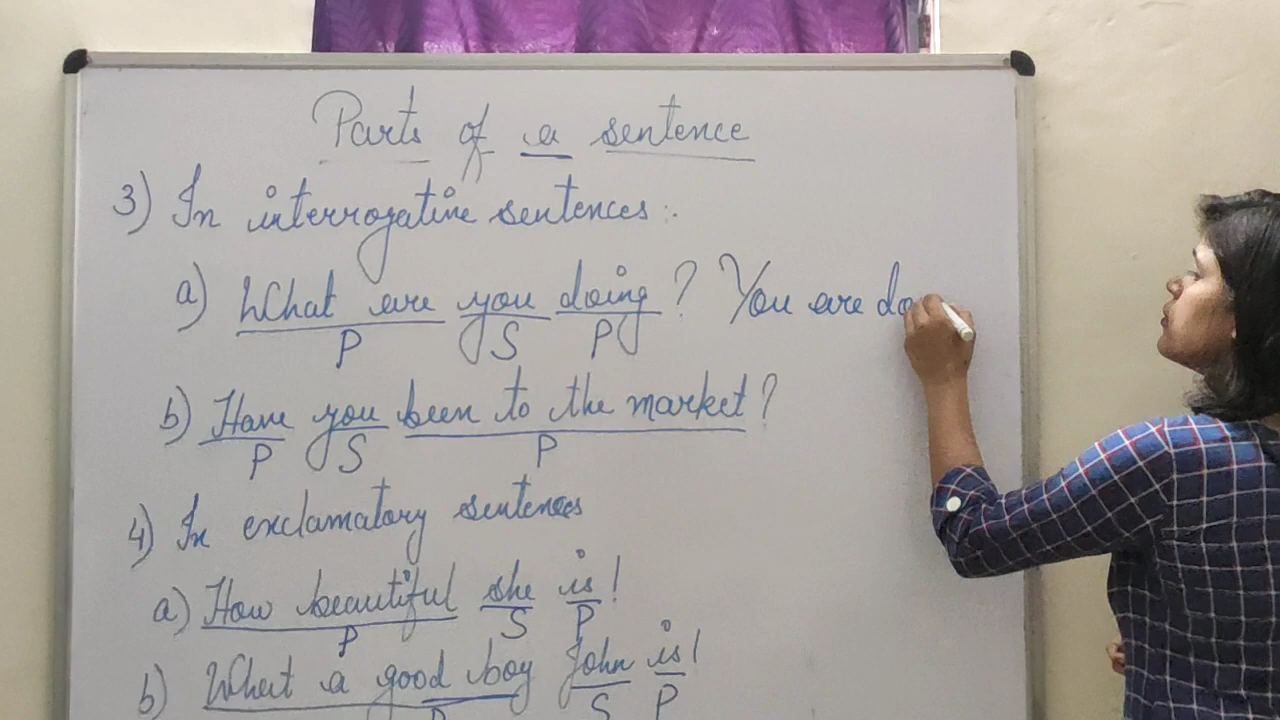 Parts of a sentence
3) In interrogative sentences :-
a) What are you doing ? You are do
P S P
b) Have you been to the market ?
P S P
4) In exclamatory sentences
a) How beautiful she is !
P S P
b) What a good boy John is !
P S P